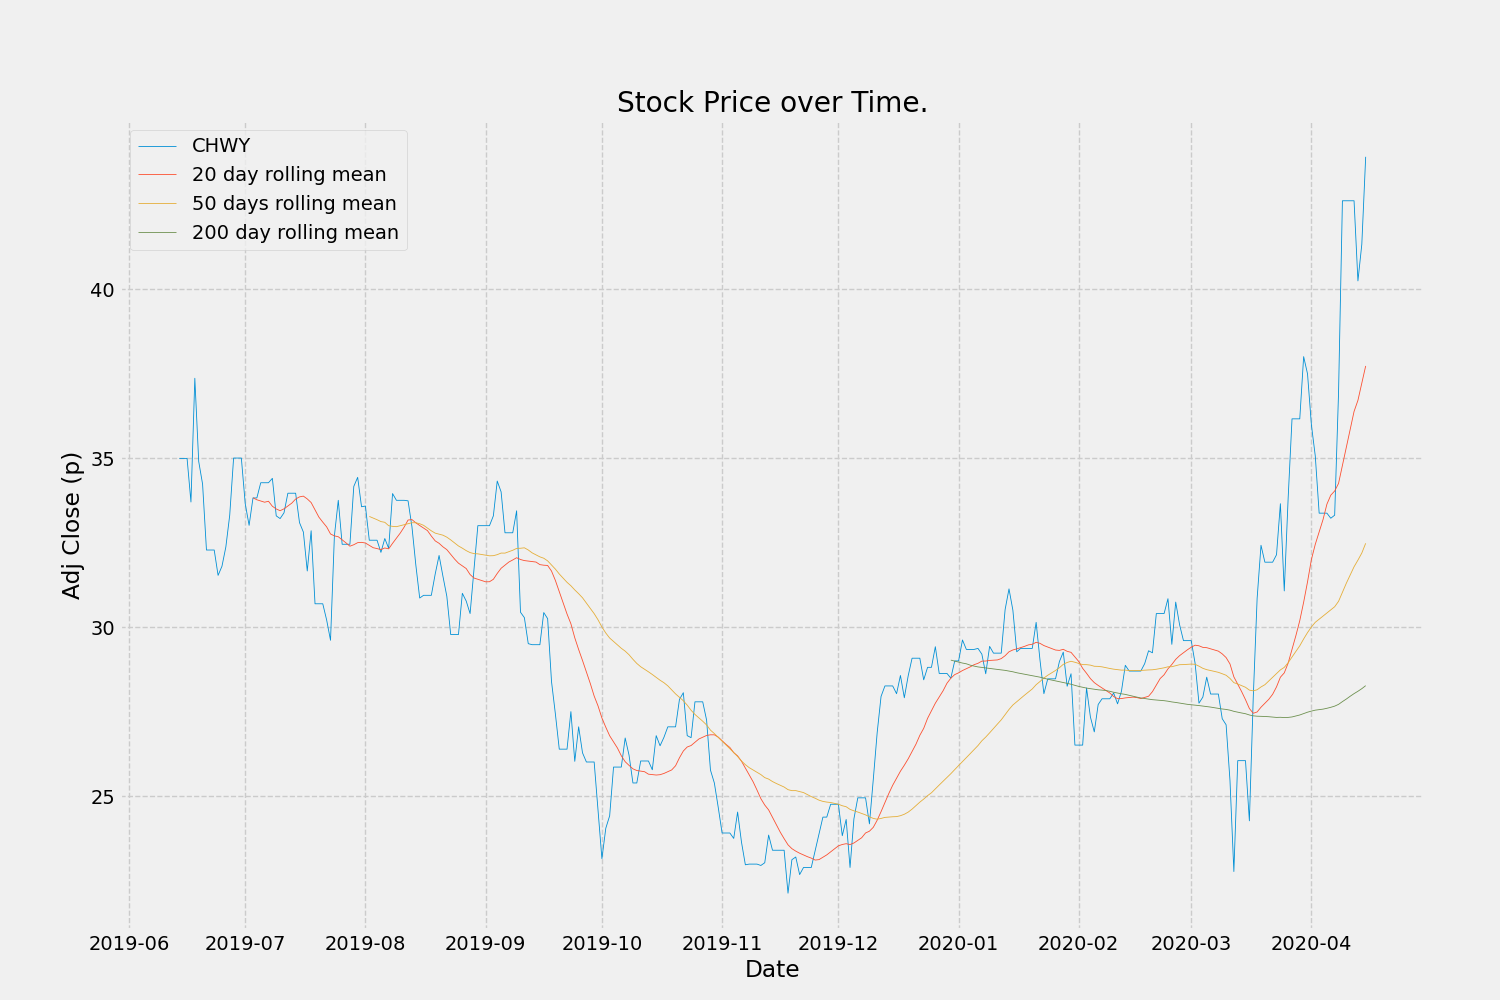 Stock Price over Time.
CHWY
20 day rolling mean
50 days rolling mean
200 day rolling mean
Adj Close (p)
40
35
30
25
2019-06 2019-07 2019-08 2019-09 2019-10 2019-11 2019-12 2020-01 2020-02 2020-03 2020-04
Date